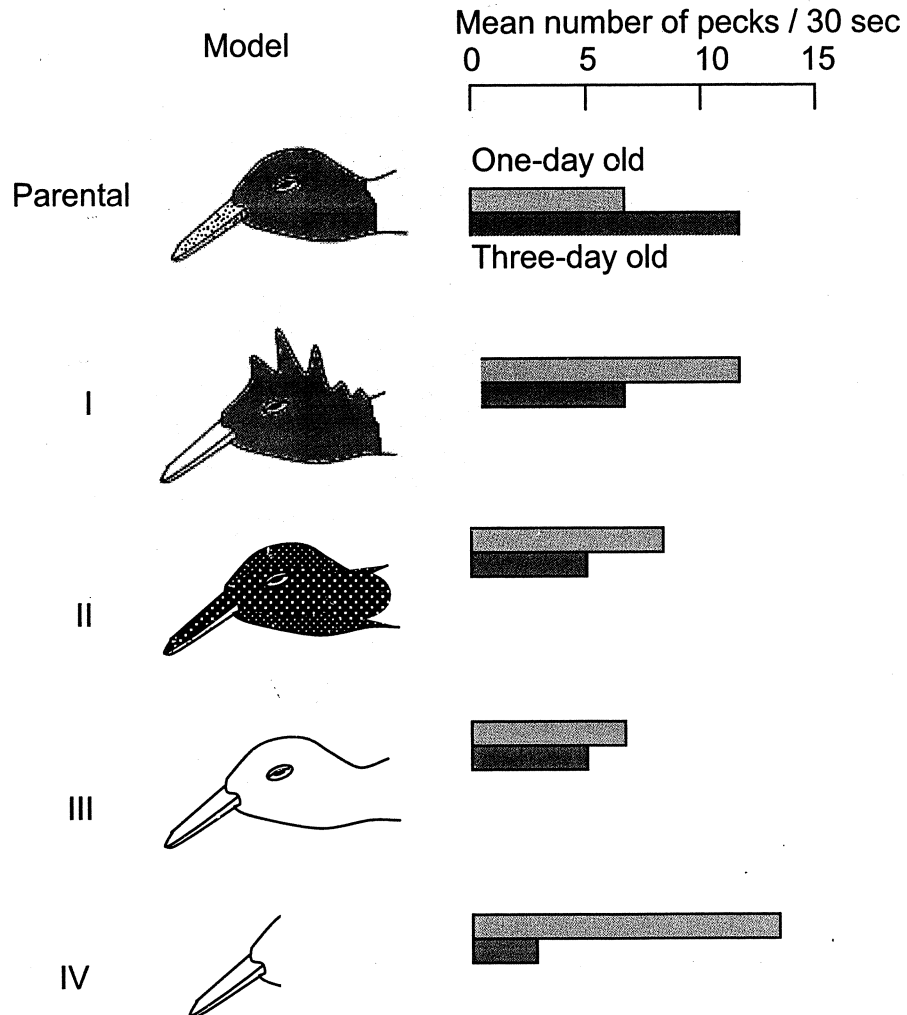 Mean number of pecks / 30 sec
Model
0 5 10 15
One-day old
Parental
Three-day old
I
II
III
IV